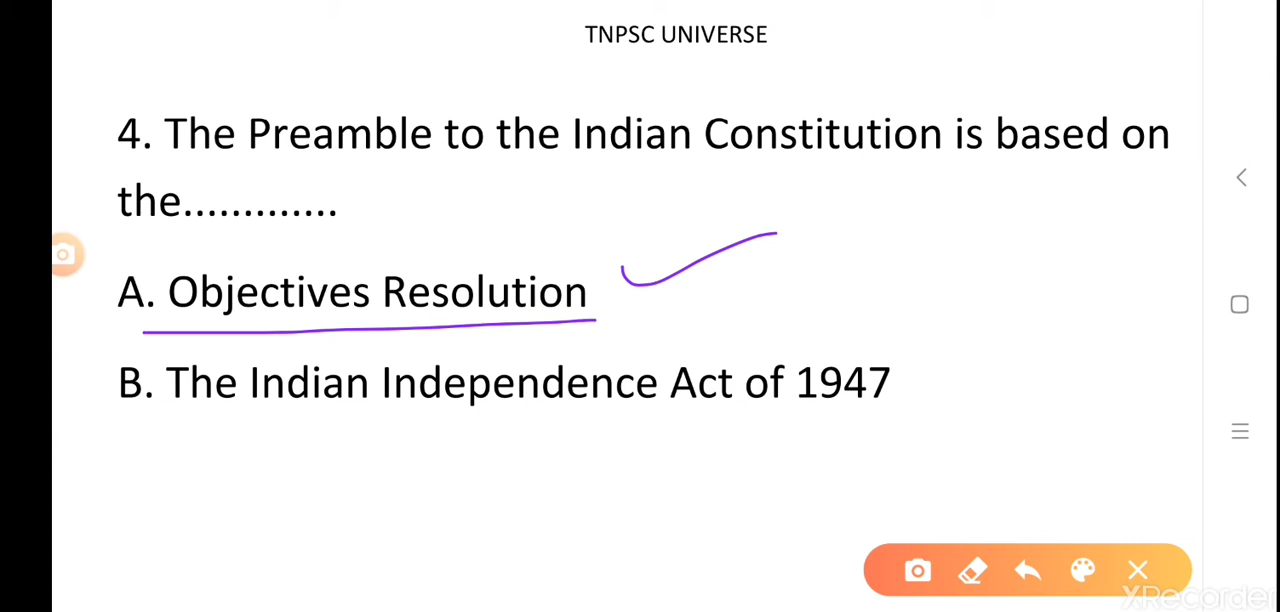 TNPSC UNIVERSE
4. The Preamble to the Indian Constitution is based on
the.............
A. Objectives Resolution
B. The Indian Independence Act of 1947
XRecorder